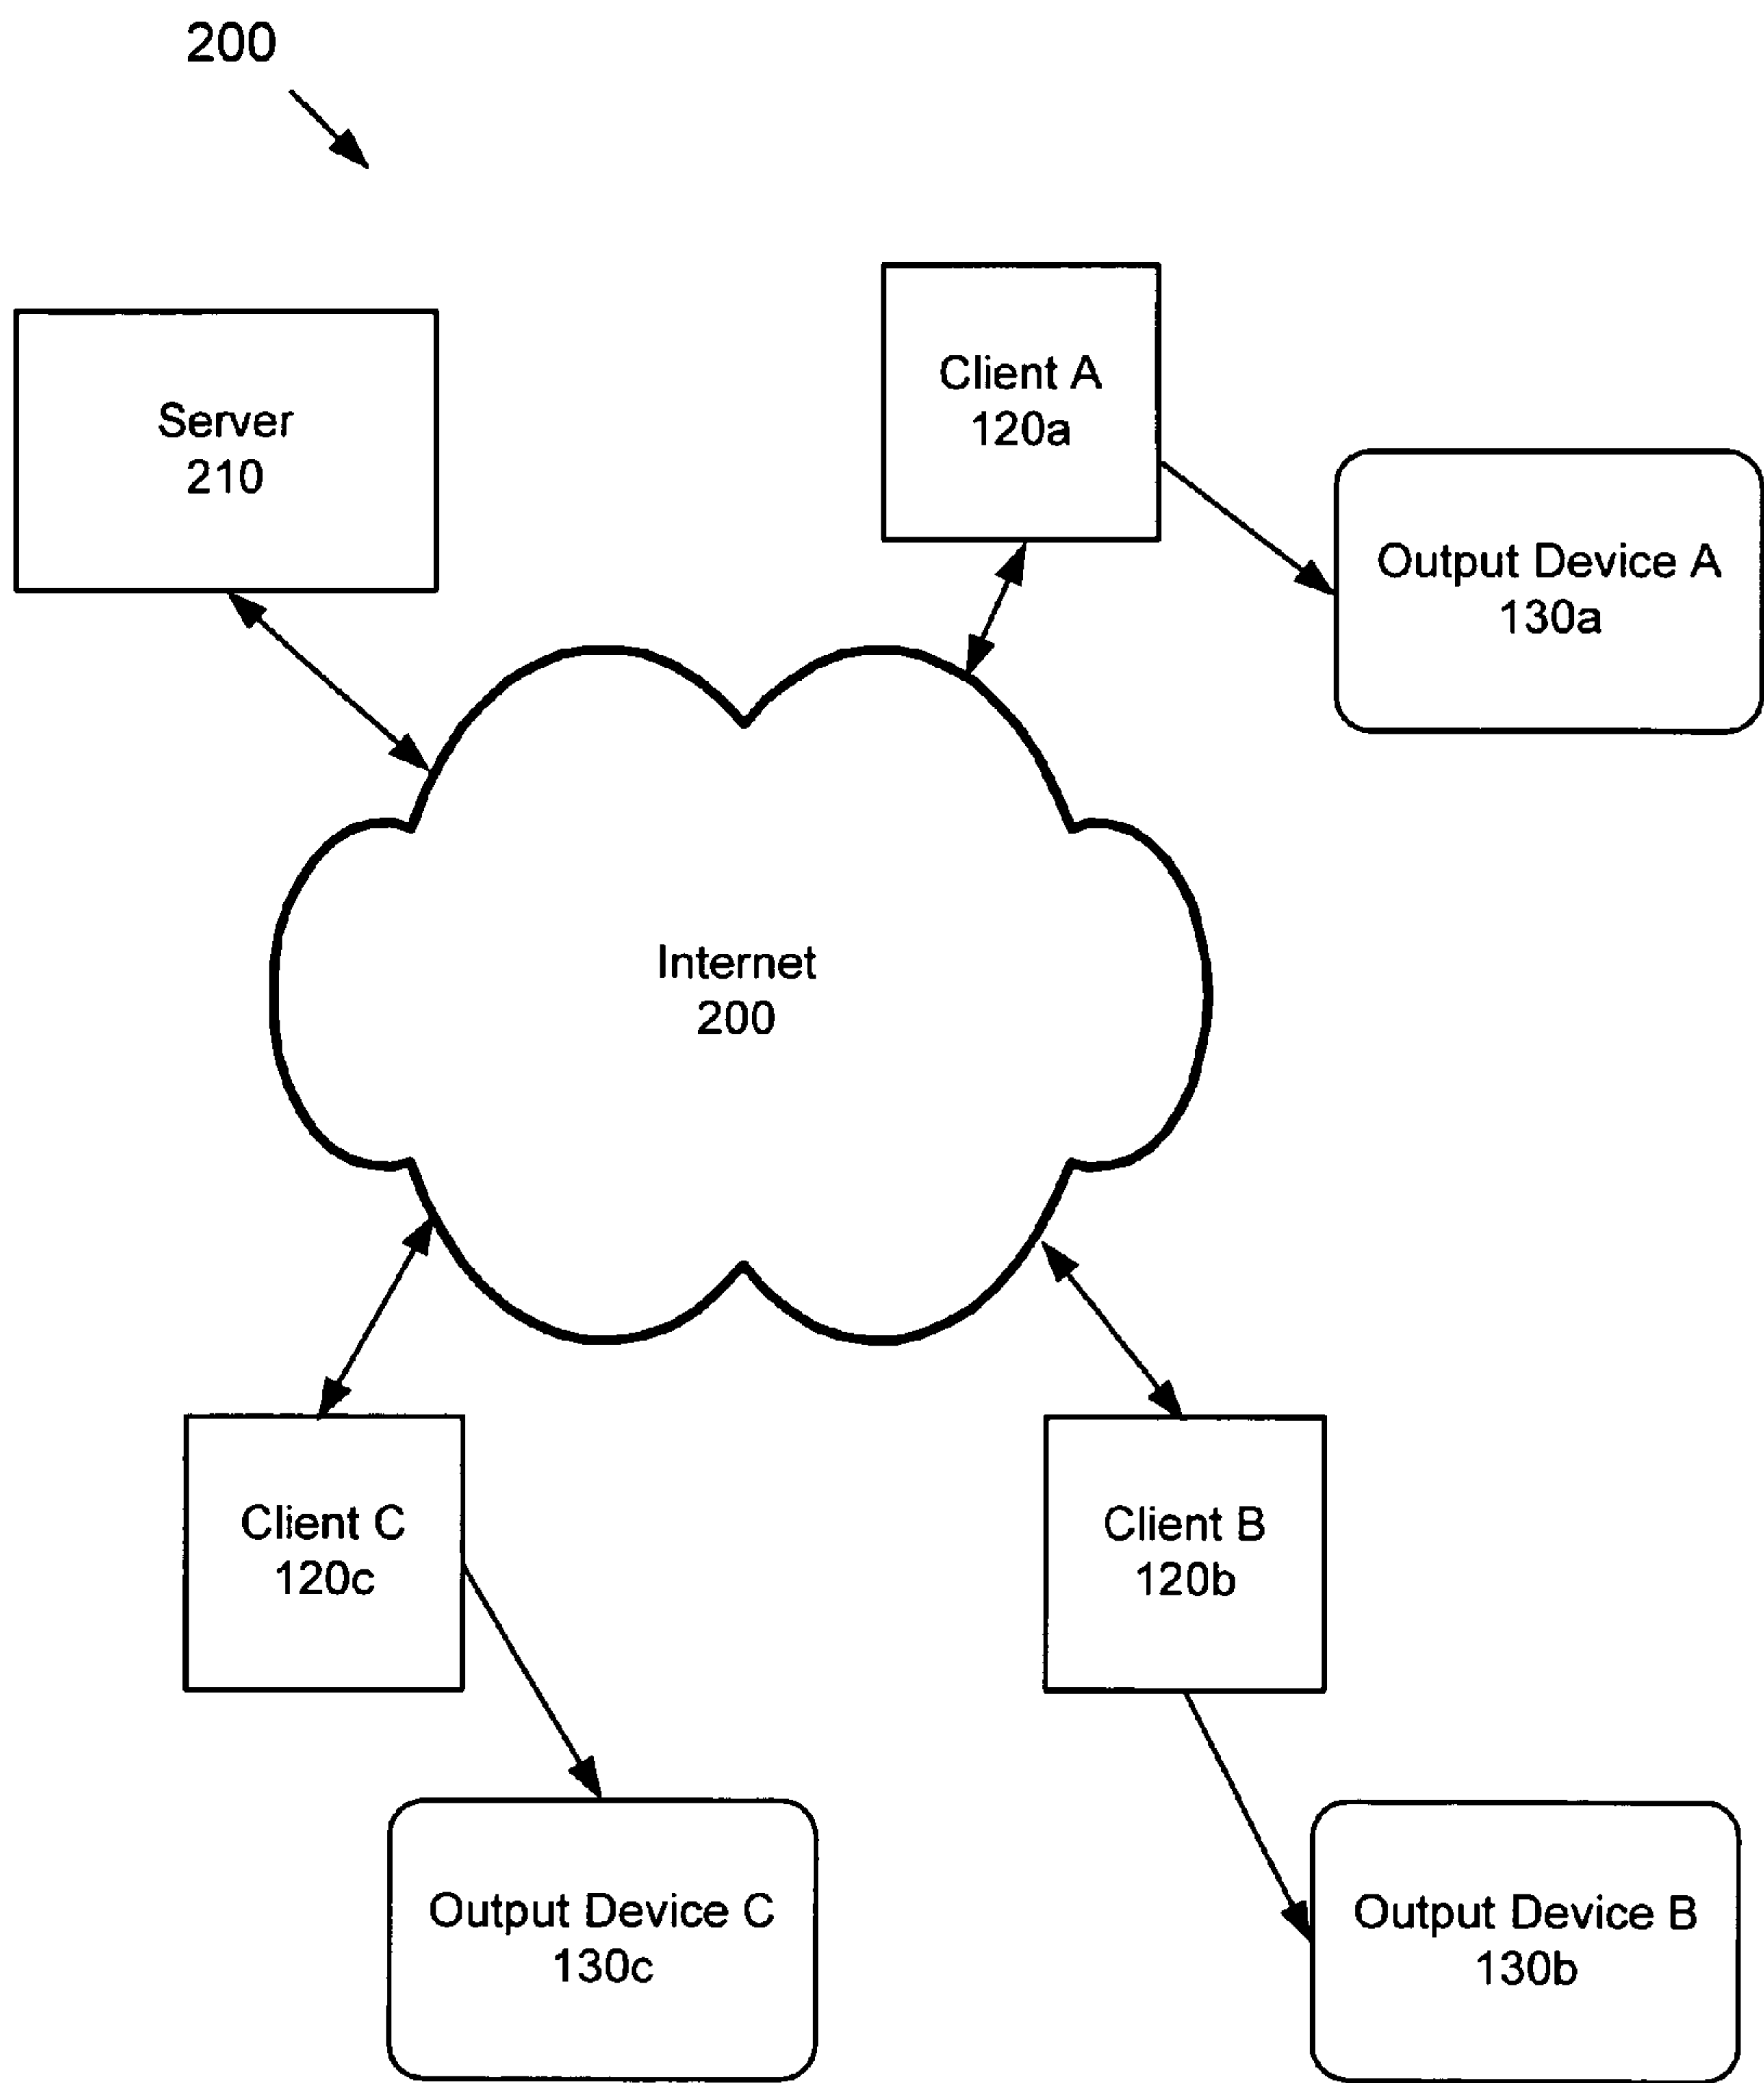 200
Client A
120a
Server
210
Output Device A
130a
Internet
200
Client C
120c
Client B
120b
Output Device C
130c
Output Device B
130b